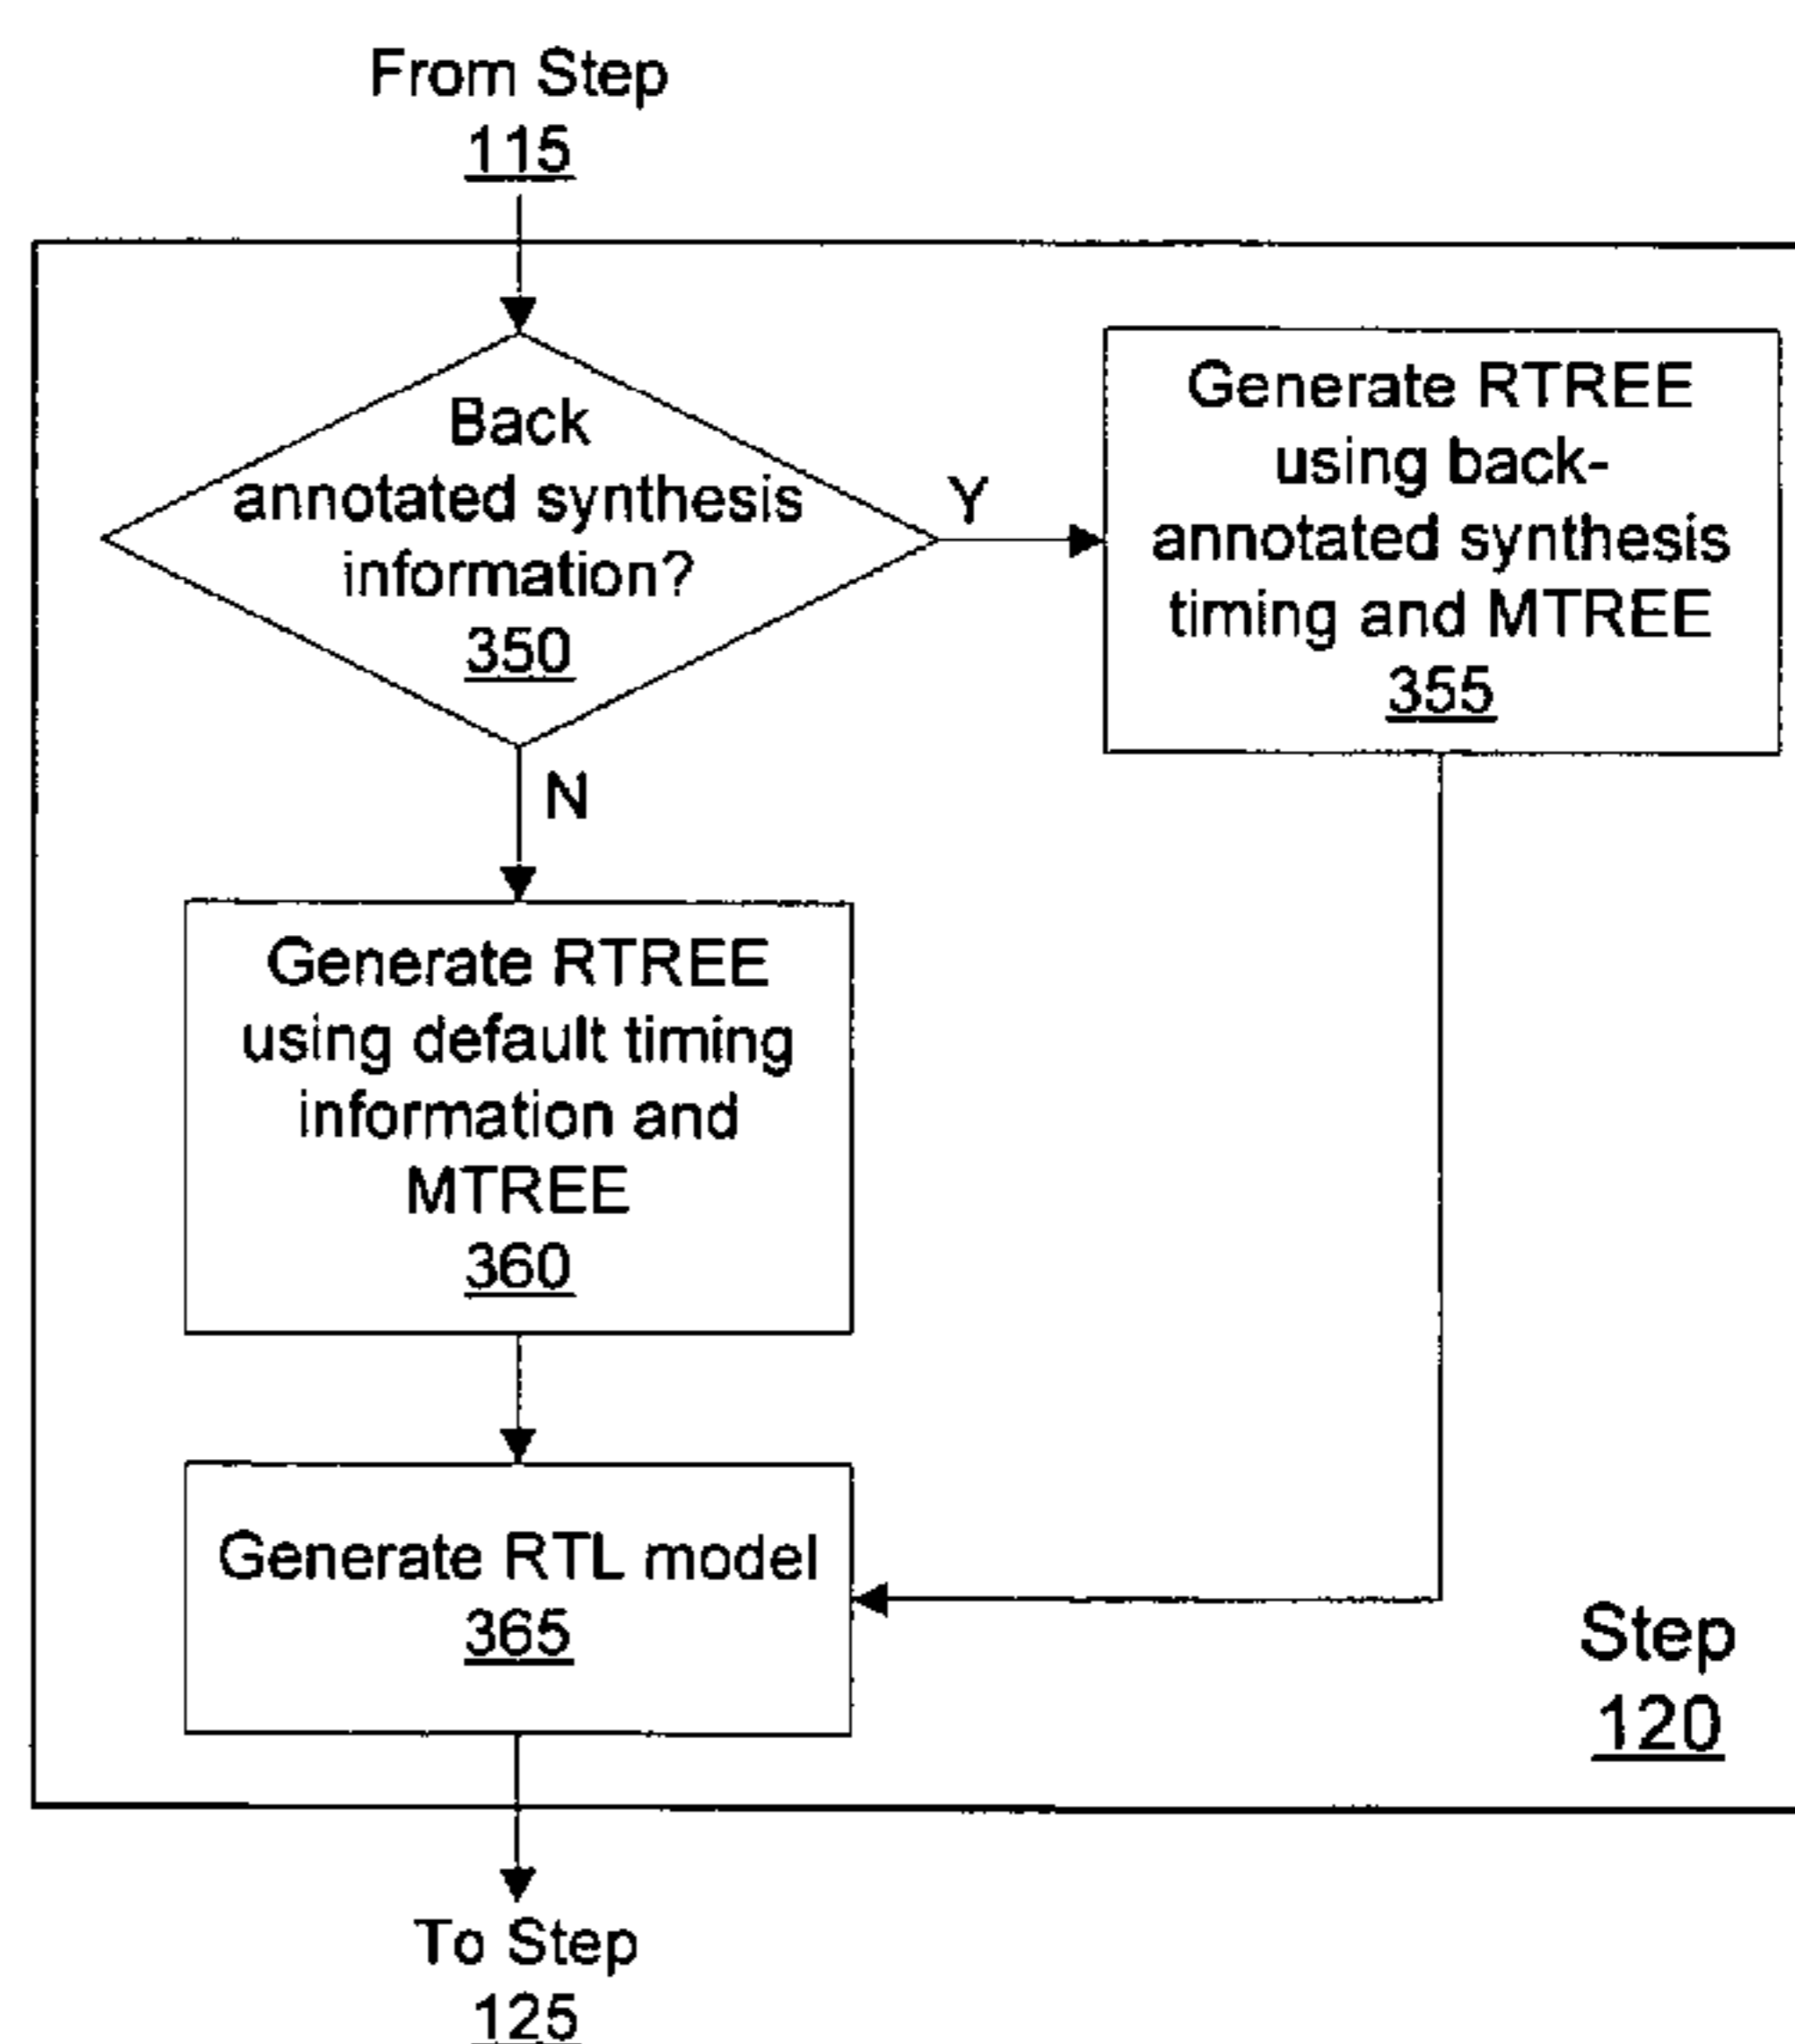 From Step
115
Back
annotated synthesis
information?
350
Y
Generate RTREE
using back-
annotated synthesis
timing and MTREE
355
N
Generate RTREE
using default timing
information and
MTREE
360
Generate RTL model
365
Step
120
To Step
125